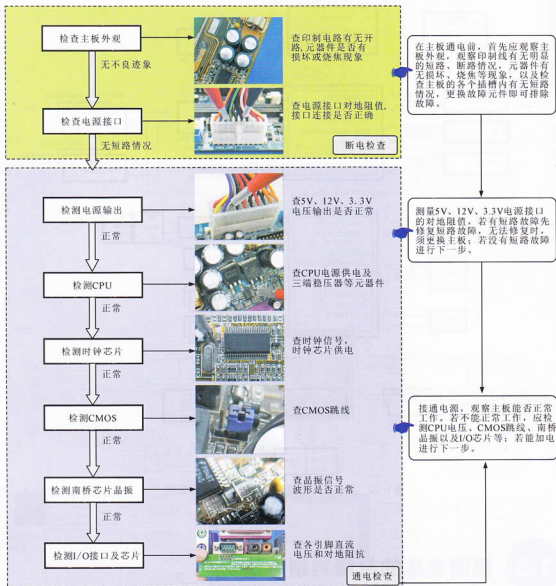 检查主板外观
查印制电路有无开
路,元器件是否有
损坏或烧焦现象
无不良迹象
检查电源接口
查电源接口对地阻值,
接口连接是否正确
断电检查
无短路情况
检测电源输出
查5V、12V、3.3V
电压输出是否正常
正常
检测CPU
查CPU电源供电及
三端稳压器等元器件
正常
检测时钟芯片
查时钟信号,
时钟芯片供电
正常
检测CMOS
查CMOS跳线
正常
检测南桥芯片晶振
查晶振信号
波形是否正常
正常
检测I/O接口及芯片
查各引脚直流
电压和对地阻抗
通电检查
在主板通电前，首先应观察主
板外观，观察印制线有无明显
的短路、断路情况，元器件有
无损坏、烧焦等现象，以及检
查主板的各个插槽内有无短路
情况，更换故障元件即可排除
故障。
测量5V、12V、3.3V电源接口
的对地阻值，若有短路故障先
修复短路故障，无法修复时，
须更换主板；若没有短路故障
进行下一步。
接通电源，观察主板能否正常
工作。若不能正常工作，应检
测CPU电压、CMOS跳线、南桥
晶振以及I/O芯片等；若能加电
进行下一步。